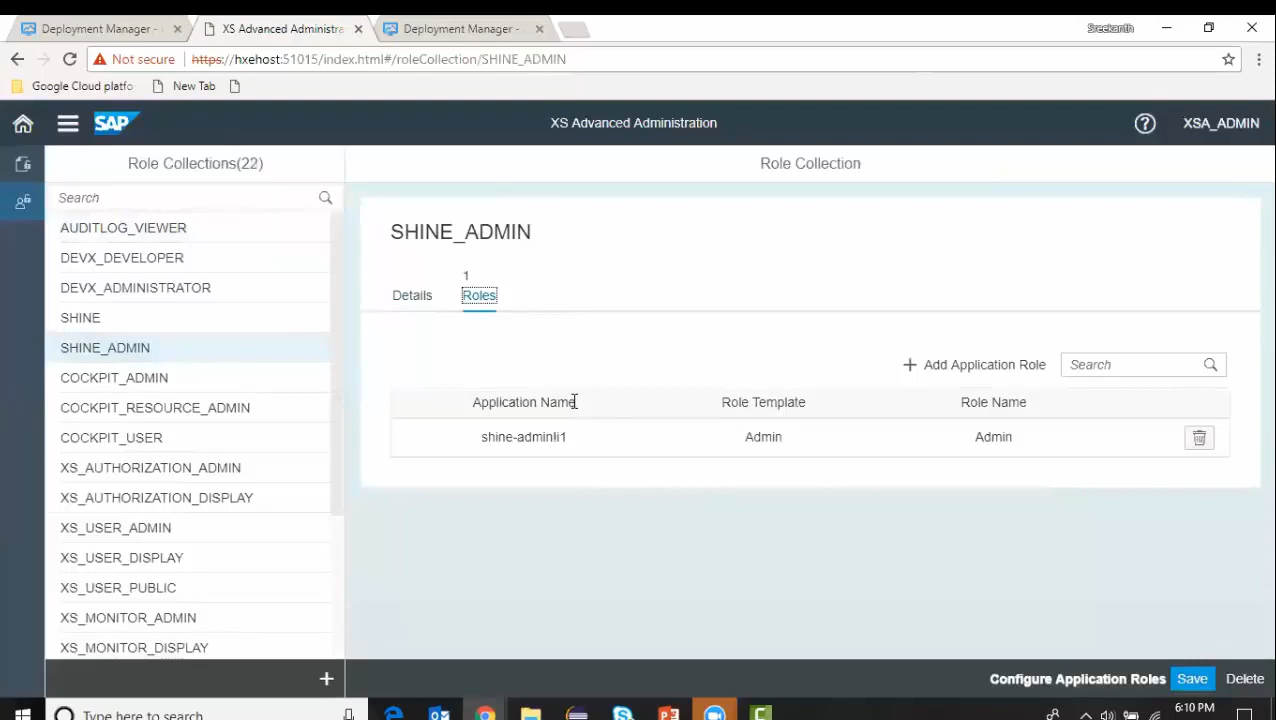 Deployment Manager -
XS Advanced Administra
Deployment Manager -
Sreekanth
Not secure
https://hxehost:51015/index.html#/roleCollection/SHINE_ADMIN
Google Cloud platfo
New Tab
SAP
XS Advanced Administration
XSA_ADMIN
Role Collections(22)
Role Collection
Search
AUDITLOG_VIEWER
DEVX_DEVELOPER
DEVX_ADMINISTRATOR
SHINE
SHINE_ADMIN
COCKPIT_ADMIN
COCKPIT_RESOURCE_ADMIN
COCKPIT_USER
XS_AUTHORIZATION_ADMIN
XS_AUTHORIZATION_DISPLAY
XS_USER_ADMIN
XS_USER_DISPLAY
XS_USER_PUBLIC
XS_MONITOR_ADMIN
XS_MONITOR_DISPLAY
SHINE_ADMIN
1
Details
Roles
Add Application Role
Search
Application Name
Role Template
Role Name
shine-admin!i1
Admin
Admin
Configure Application Roles
Save
Delete
Type here to search
6:10 PM